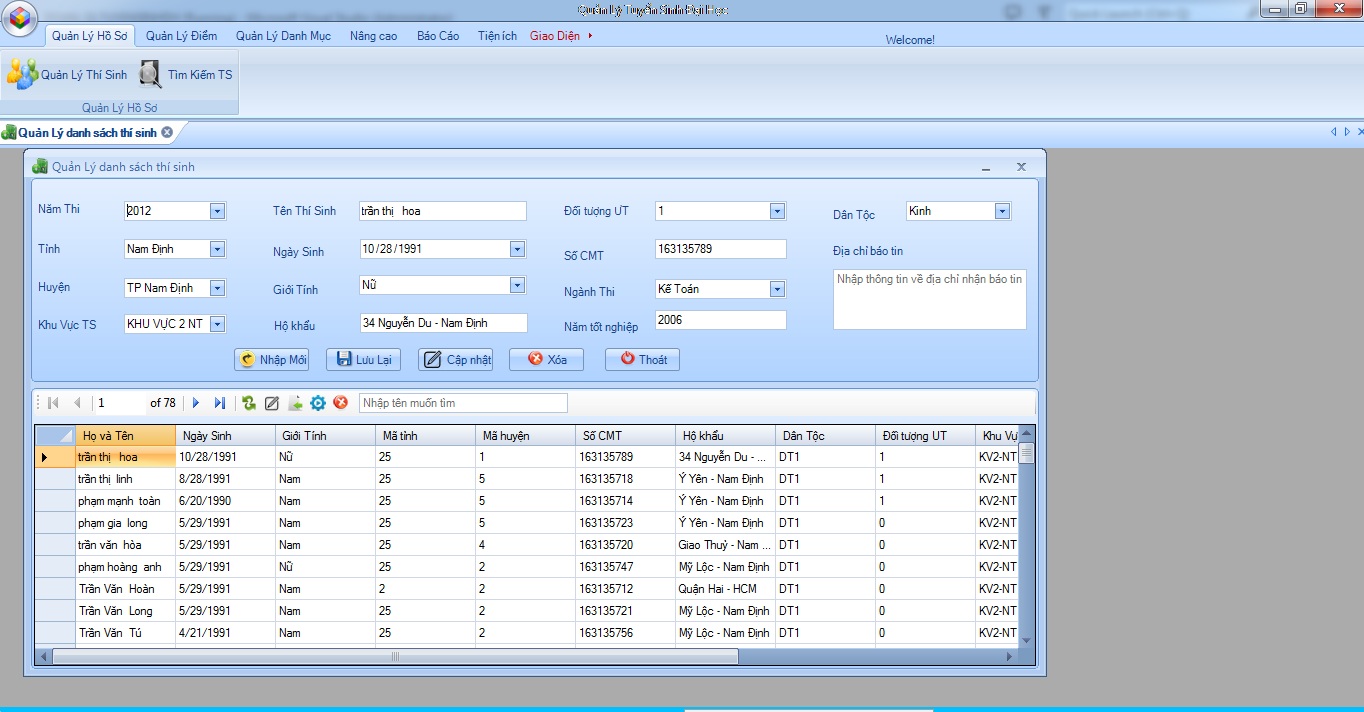 Quản Lý Tuyển Sinh Đại Học
Quản Lý Hồ Sơ Quản Lý Điểm Quản Lý Danh Mục Nâng cao Báo Cáo Tiện ích Giao Diện Welcome!
Quản Lý Thí Sinh Tìm Kiếm TS
Quản Lý Hồ Sơ
Quản Lý danh sách thí sinh
Quản Lý danh sách thí sinh
Năm Thi 2012 Tên Thí Sinh trần thị hoa Đối tượng UT 1 Dân Tộc Kinh
Tỉnh Nam Định Ngày Sinh 10/28/1991 Số CMT 163135789 Địa chỉ báo tin
Huyện TP Nam Định Giới Tính Nữ Ngành Thi Kế Toán Nhập thông tin về địa chỉ nhận báo tin
Khu Vực TS KHU VỰC 2 NT Hộ khẩu 34 Nguyễn Du - Nam Định Năm tốt nghiệp 2006
Nhập Mới Lưu Lại Cập nhật Xóa Thoát
1 of 78 Nhập tên muốn tìm
Họ và Tên Ngày Sinh Giới Tính Mã tỉnh Mã huyện Số CMT Hộ khẩu Dân Tộc Đối tượng UT Khu Vự
trần thị hoa 10/28/1991 Nữ 25 1 163135789 34 Nguyễn Du - ... DT1 1 KV2-NT
trần thị linh 8/28/1991 Nam 25 5 163135718 Ý Yên - Nam Định DT1 1 KV2-NT
phạm mạnh toàn 6/20/1990 Nam 25 5 163135714 Ý Yên - Nam Định DT1 1 KV2-NT
phạm gia long 5/29/1991 Nam 25 5 163135723 Ý Yên - Nam Định DT1 0 KV2-NT
trần văn hòa 5/29/1991 Nam 25 4 163135720 Giao Thuỷ - Nam ... DT1 0 KV2-NT
phạm hoàng anh 5/29/1991 Nữ 25 2 163135747 Mỹ Lộc - Nam Định DT1 0 KV2-NT
Trần Văn Hoàn 5/29/1991 Nam 2 2 163135712 Quận Hai - HCM DT1 0 KV2-NT
Trần Văn Long 5/29/1991 Nam 25 2 163135721 Mỹ Lộc - Nam Định DT1 0 KV2-NT
Trần Văn Tú 4/21/1991 Nam 25 2 163135756 Mỹ Lộc - Nam Định DT1 0 KV2-NT